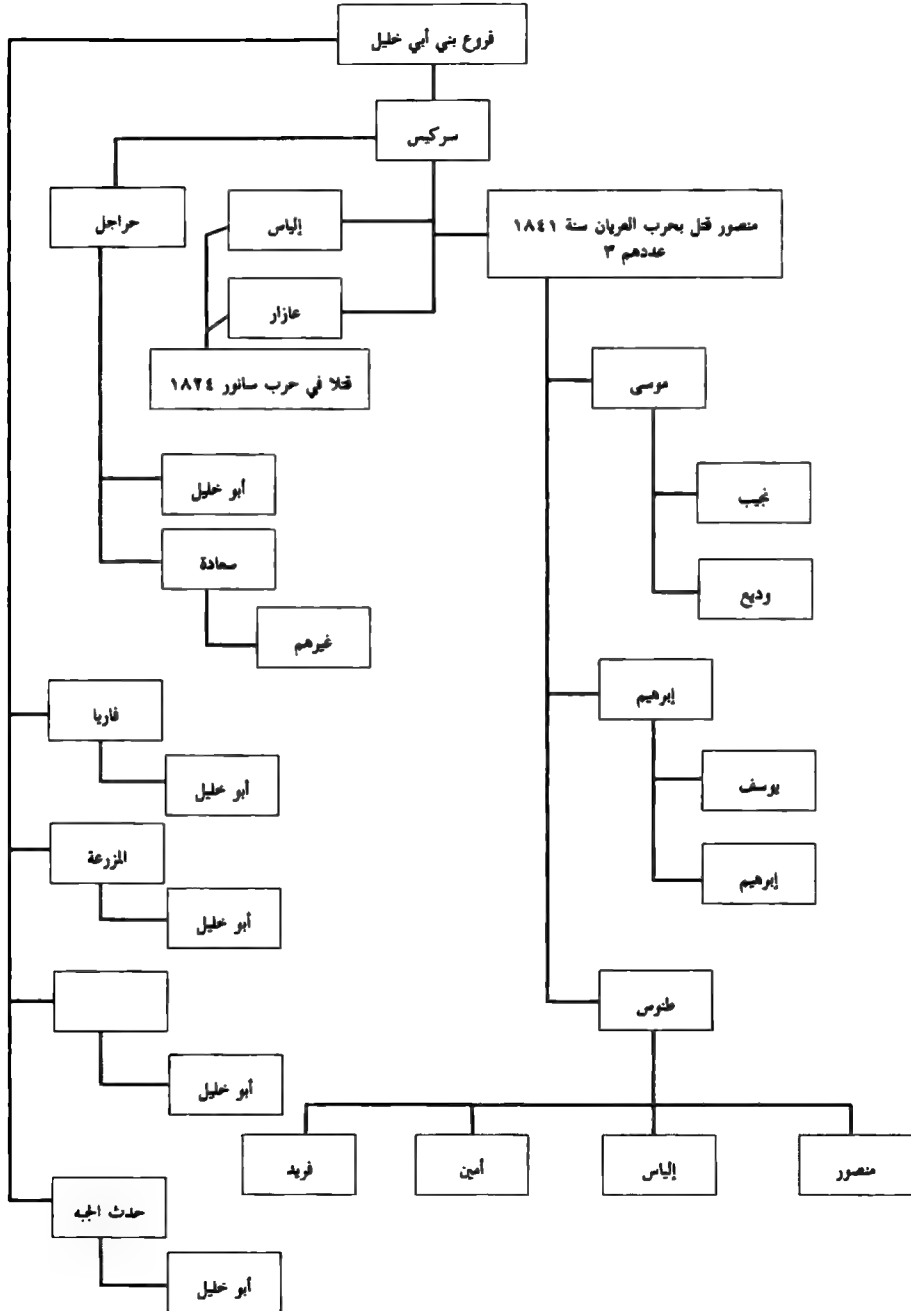 فروع بني أبي خليل
سركيس
منصور قتل بحرب العريان سنة ١٨٤١
عددهم ٣
إلياس
حراجل
عازار
قتلا في حرب سانور ١٨٢٤
موسى
أبو خليل
نجيب
سعادة
وديع
غيرهم
إبرهيم
فاريا
يوسف
أبو خليل
المزرعة
إبرهيم
أبو خليل
طنوس
أبو خليل
منصور
إلياس
أمين
فريد
حدث الجبه
أبو خليل